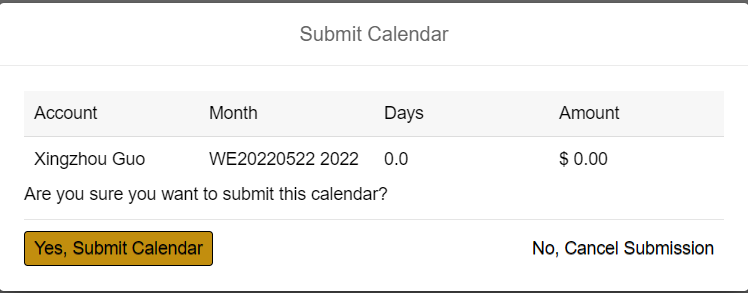 Submit Calendar
Account Month Days Amount
Xingzhou Guo WE20220522 2022 0.0 $ 0.00
Are you sure you want to submit this calendar?
Yes, Submit Calendar No, Cancel Submission